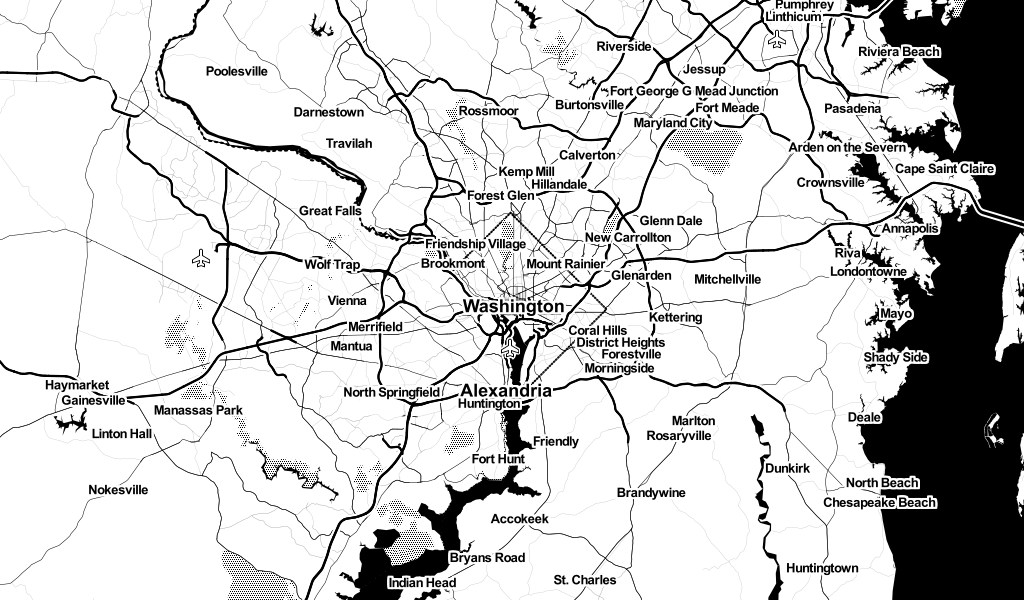 Pumphrey
Linthicum
Riverside
Riviera Beach
Poolesville
Jessup
Fort George G Mead Junction
Burtonsville
Fort Meade
Pasadena
Darnestown
Rossmoor
Maryland City
Travilah
Arden on the Severn
Calverton
Cape Saint Claire
Kemp Mill
Hillandale
Crownsville
Forest Glen
Great Falls
Glenn Dale
Annapolis
New Carrollton
Friendship Village
Riva
Wolf Trap
Brookmont
Mount Rainier
Londontowne
Glenarden
Mitchellville
Vienna
Washington
Mayo
Kettering
Merrifield
Coral Hills
District Heights
Mantua
Forestville
Shady Side
Morningside
Haymarket
Gainesville
North Springfield
Alexandria
Huntington
Manassas Park
Deale
Marlton
Linton Hall
Rosaryville
Friendly
Fort Hunt
Dunkirk
North Beach
Nokesville
Brandywine
Chesapeake Beach
Accokeek
Bryans Road
Huntingtown
Indian Head
St. Charles